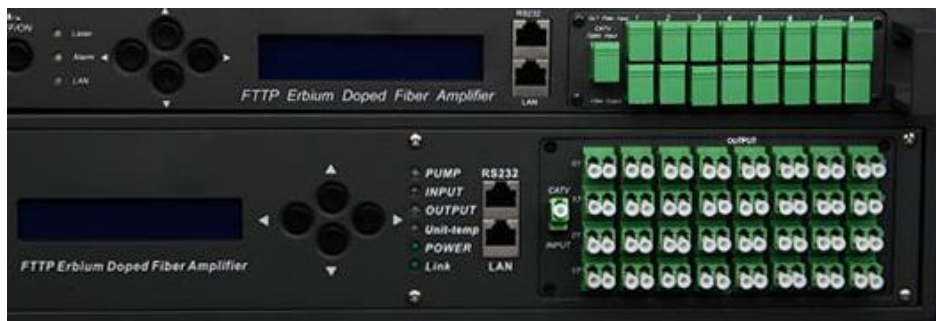 RS232
Laser
Alarm
LAN
FTTP Erbium Doped Fiber Amplifier
LAN
CATV
1 2 3 4 5 6 7 8
OUTPUT
PUMP
RS232
INPUT
OUTPUT
Unit-temp
POWER
Link
LAN
CATV
INPUT
FTTP Erbium Doped Fiber Amplifier